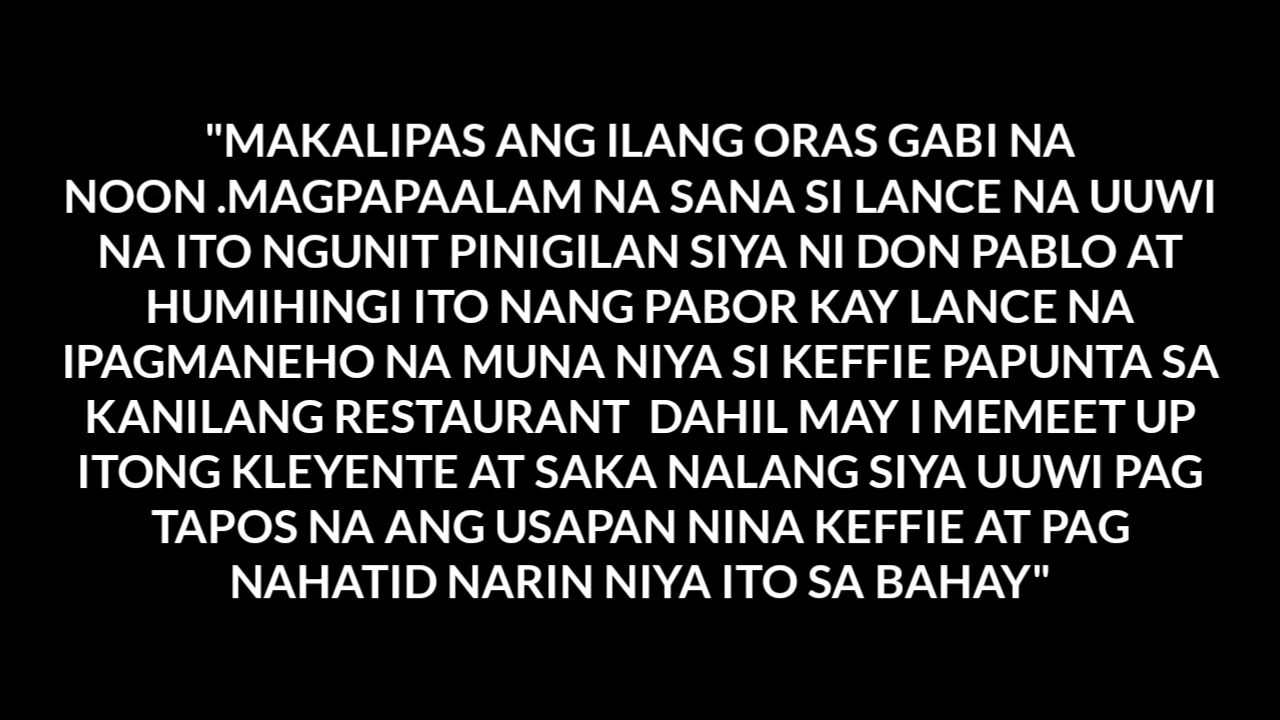 "MAKALIPAS ANG ILANG ORAS GABI NA
NOON .MAGPAPAALAM NA SANA SI LANCE NA UUWI
NA ITO NGUNIT PINIGILAN SIYA NI DON PABLO AT
HUMIHINGI ITO NANG PABOR KAY LANCE NA
IPAGMANEHO NA MUNA NIYA SI KEFFIE PAPUNTA SA
KANILANG RESTAURANT  DAHIL MAY I MEMEET UP
ITONG KLEYENTE AT SAKA NALANG SIYA UUWI PAG
TAPOS NA ANG USAPAN NINA KEFFIE AT PAG
NAHATID NARIN NIYA ITO SA BAHAY"